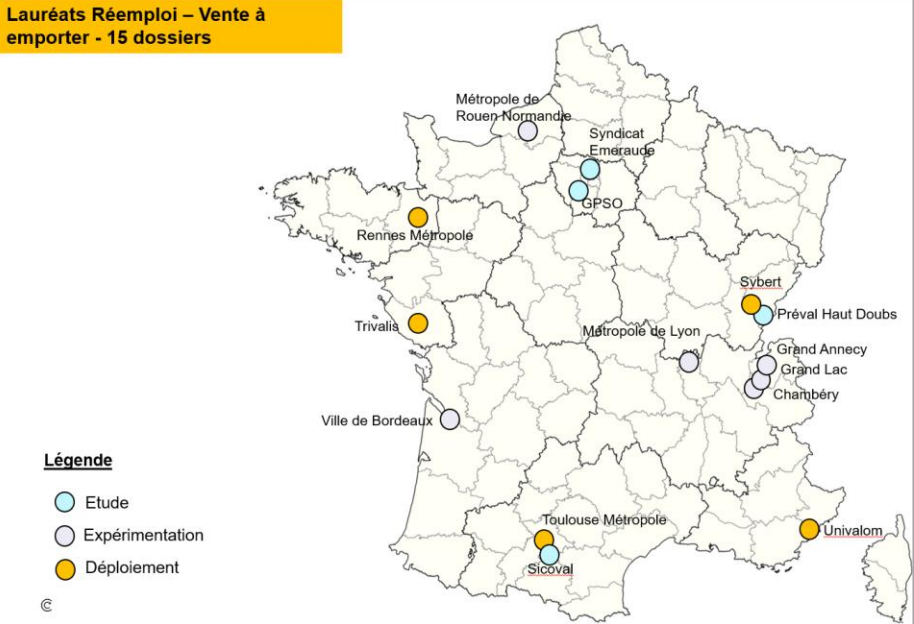 Lauréats Réemploi – Vente à
emporter - 15 dossiers
Métropole de
Rouen Normandie
Syndicat
Emeraude
GPSO
Rennes Métropole
Sybert
Préval Haut Doubs
Trivalis
Métropole de Lyon
Grand Annecy
Grand Lac
Chambéry
Ville de Bordeaux
Légende
Etude
Expérimentation
Déploiement
Toulouse Métropole
Univalom
Sicoval